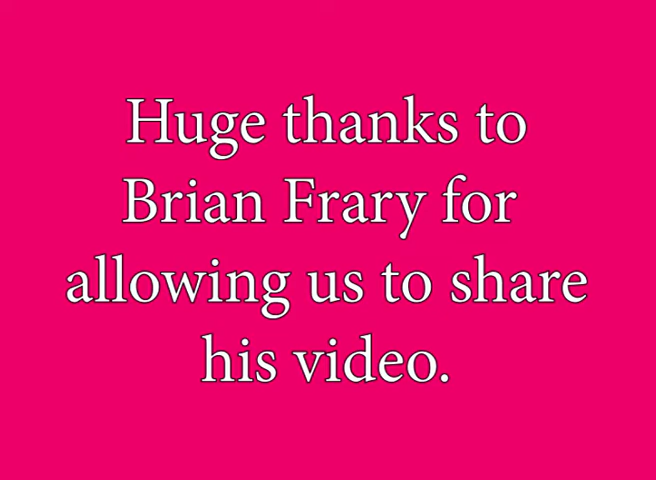 Huge thanks to
Brian Frary for
allowing us to share
his video.